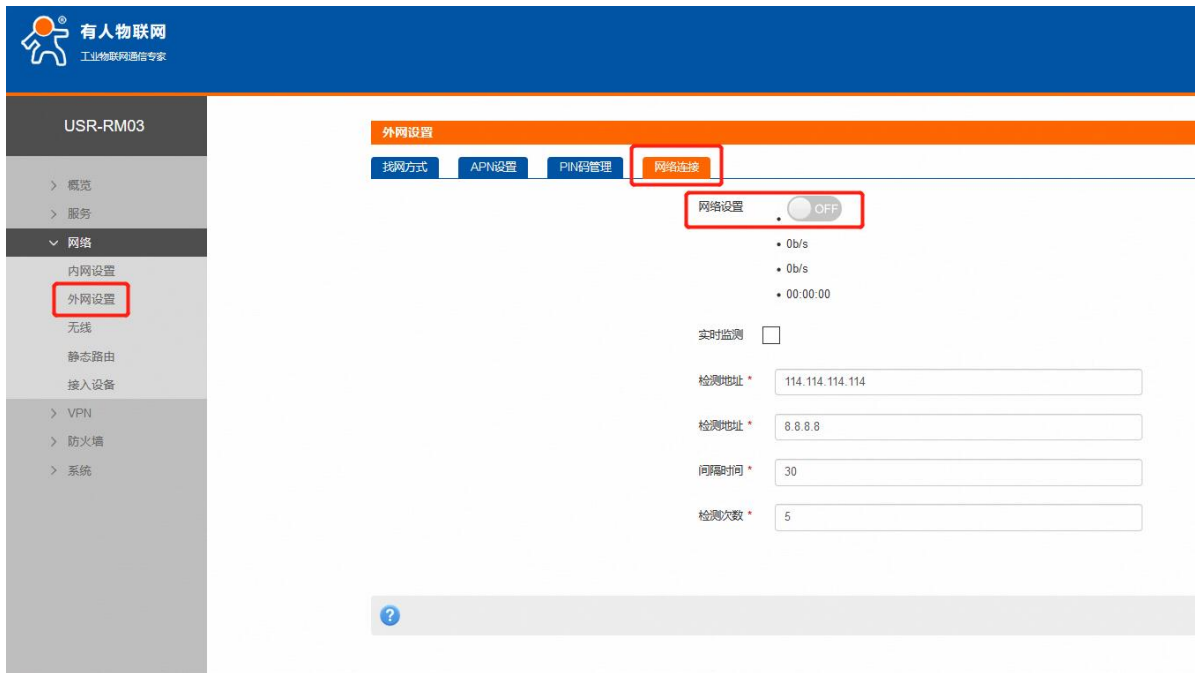 ®
有人物联网
工业物联网通信专家
USR-RM03
> 概览
> 服务
网络
内网设置
外网设置
无线
静态路由
接入设备
> VPN
> 防火墙
> 系统
外网设置
找网方式 APN设置 PIN码管理 网络连接
网络设置 • OFF
• 0b/s
• 0b/s
• 00:00:00
实时监测
检测地址 * 114.114.114.114
检测地址 * 8.8.8.8
间隔时间 * 30
检测次数 * 5
?